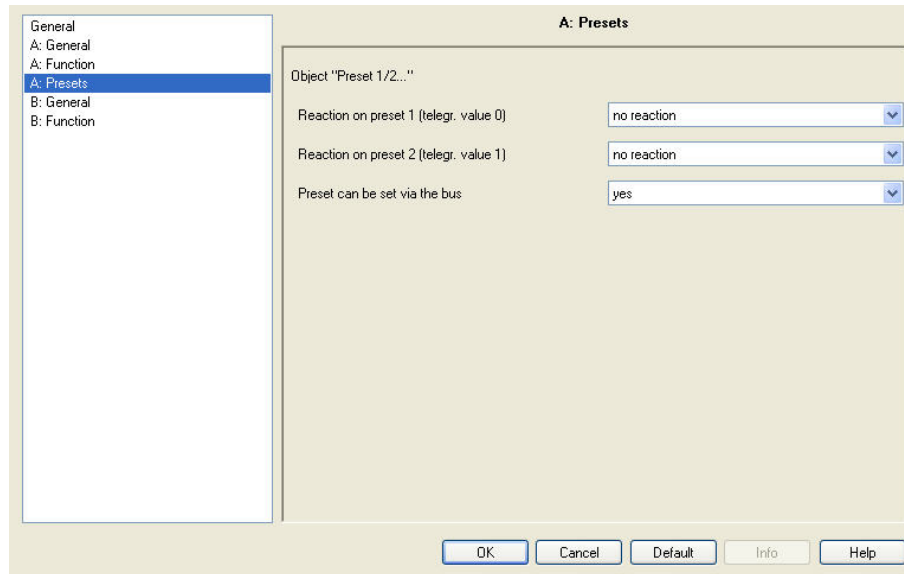 General
A: General
A: Function
A: Presets
B: General
B: Function
A: Presets
Object "Preset 1/2..."
Reaction on preset 1 (telegr. value 0)
no reaction
Reaction on preset 2 (telegr. value 1)
no reaction
Preset can be set via the bus
yes
OK
Cancel
Default
Info
Help